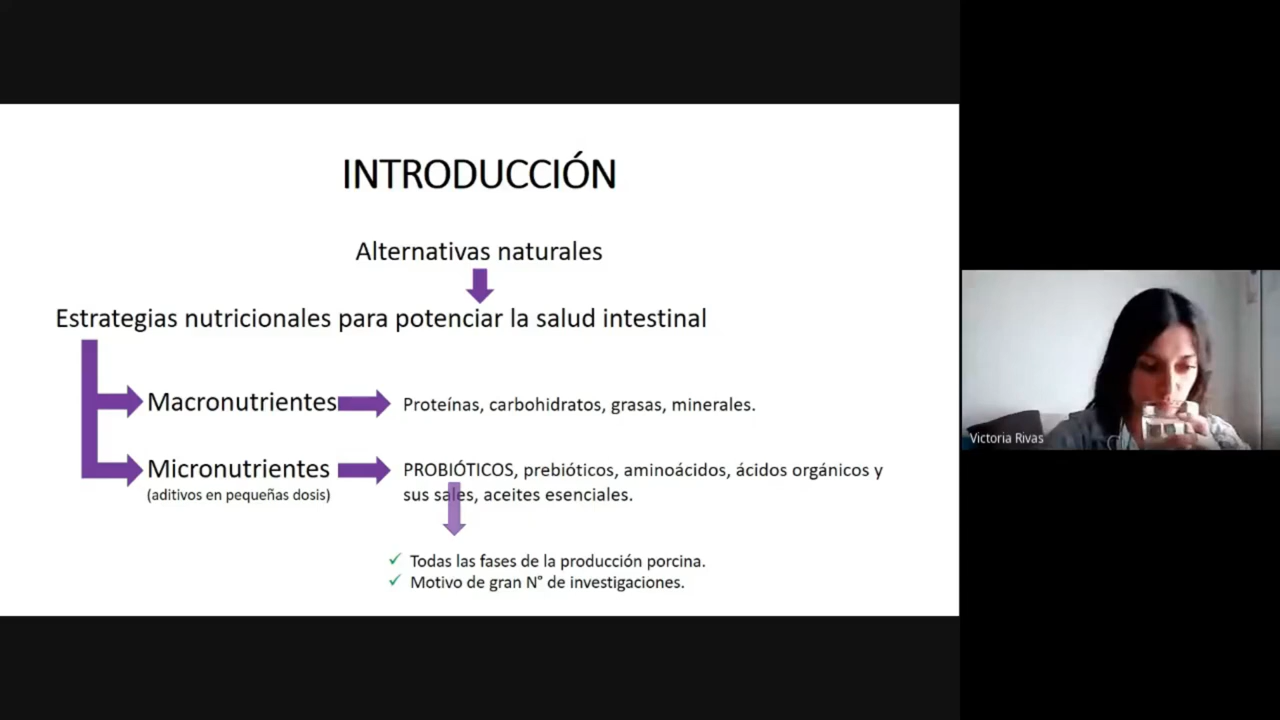 INTRODUCCIÓN
Alternativas naturales
Estrategias nutricionales para potenciar la salud intestinal
Macronutrientes
Proteínas, carbohidratos, grasas, minerales.
Micronutrientes
(aditivos en pequeñas dosis)
PROBIÓTICOS, prebióticos, aminoácidos, ácidos orgánicos y
sus sales, aceites esenciales.
✓ Todas las fases de la producción porcina.
✓ Motivo de gran N° de investigaciones.
Victoria Rivas